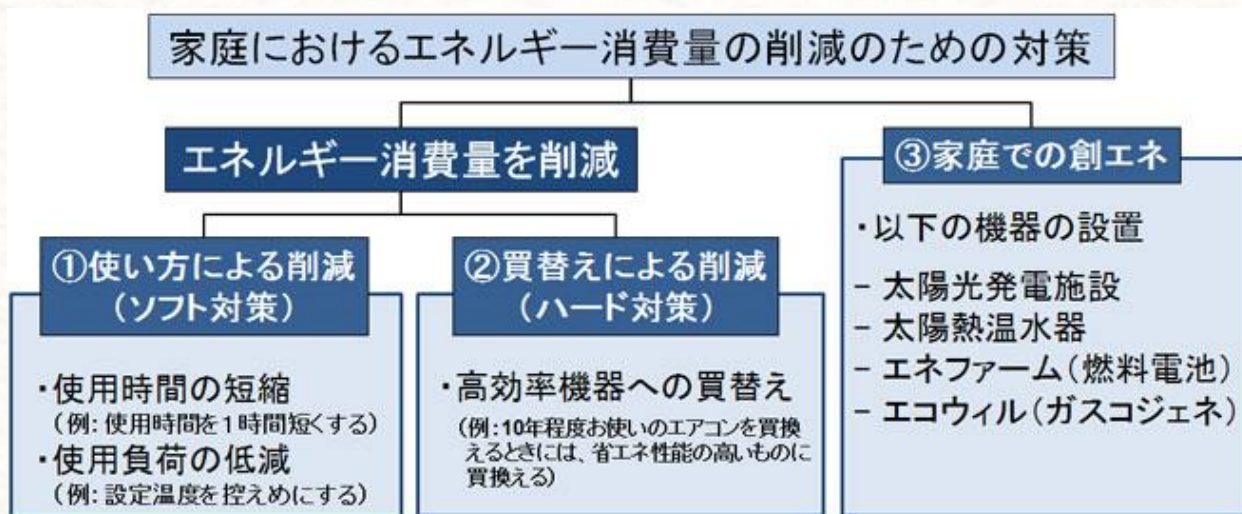 家庭におけるエネルギー消費量の削減のための対策
エネルギー消費量を削減
①使い方による削減
(ソフト対策)
・使用時間の短縮
(例:使用時間を1時間短くする)
・使用負荷の低減
(例:設定温度を控えめにする)
②買替えによる削減
(ハード対策)
・高効率機器への買替え
(例:10年程度お使いのエアコンを買換
えるときには、省エネ性能の高いものに
買換える)
③家庭での創エネ
・以下の機器の設置
− 太陽光発電施設
− 太陽熱温水器
− エネファーム(燃料電池)
− エコウィル(ガスコジェネ)